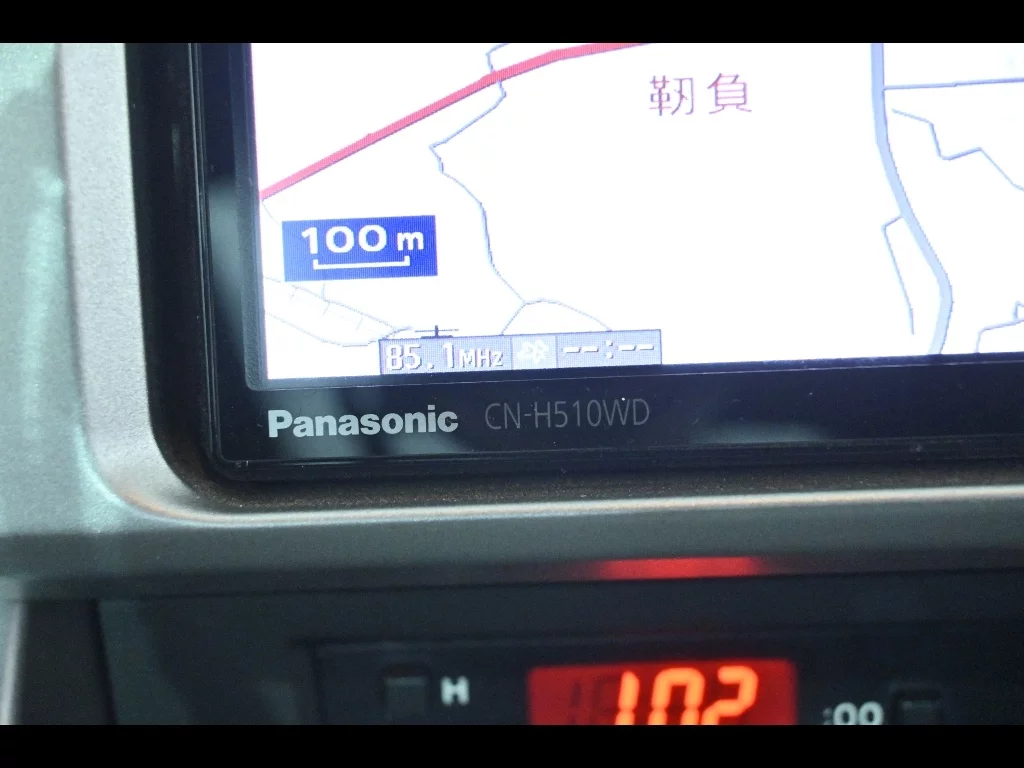 靭負
100m
85.1MHz --:--
Panasonic CN-H510WD
H 102 :00